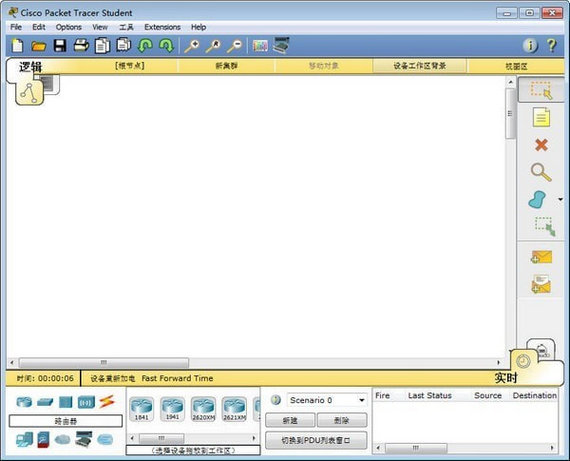 Cisco Packet Tracer Student
File Edit Options View 工具 Extensions Help
逻辑 [根节点] 新集群 移动对象 设备工作区背景 视图区
时间: 00:00:06 设备重新加电 Fast Forward Time 实时
Scenario 0
Fire Last Status Source Destination
1841 1941 2620XM 2621XM
路由器
新建 删除
切换到PDU列表窗口
(选择设备拖放到工作区)